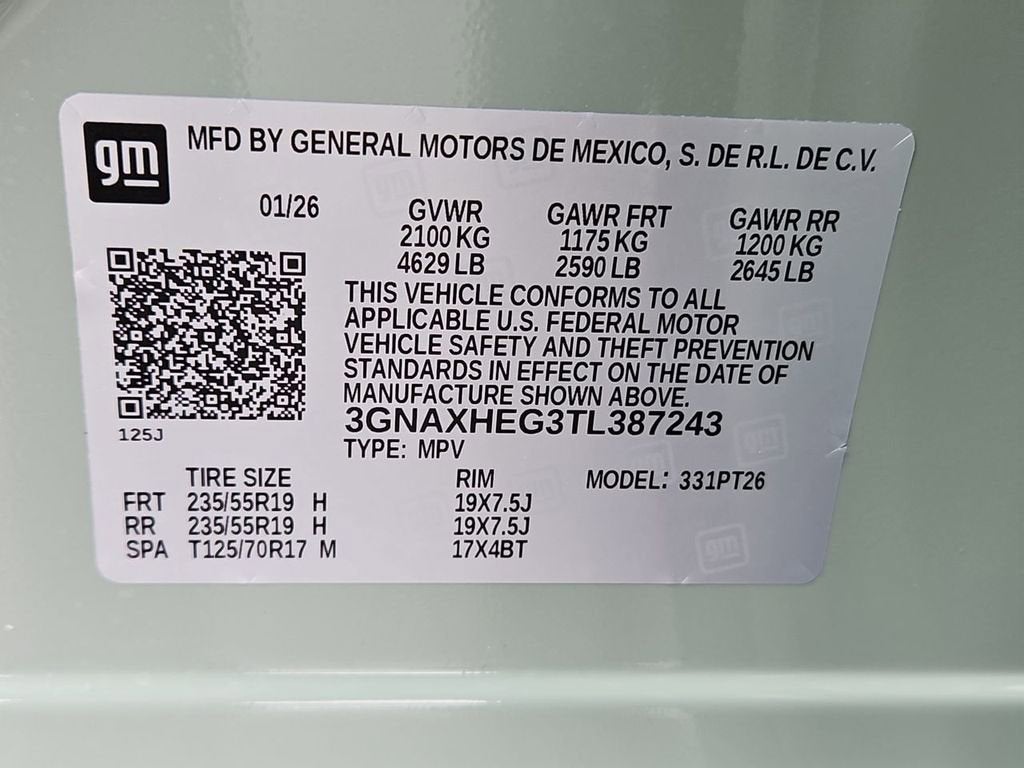 gm
MFD BY GENERAL MOTORS DE MEXICO, S. DE R.L. DE C.V.
01/26 GVWR GAWR FRT GAWR RR
2100 KG 1175 KG 1200 KG
4629 LB 2590 LB 2645 LB
THIS VEHICLE CONFORMS TO ALL
APPLICABLE U.S. FEDERAL MOTOR
VEHICLE SAFETY AND THEFT PREVENTION
STANDARDS IN EFFECT ON THE DATE OF
MANUFACTURE SHOWN ABOVE.
3GNAXHEG3TL387243
125J
TYPE: MPV
TIRE SIZE RIM MODEL: 331PT26
FRT 235/55R19 H 19X7.5J
RR 235/55R19 H 19X7.5J
SPA T125/70R17 M 17X4BT
gm